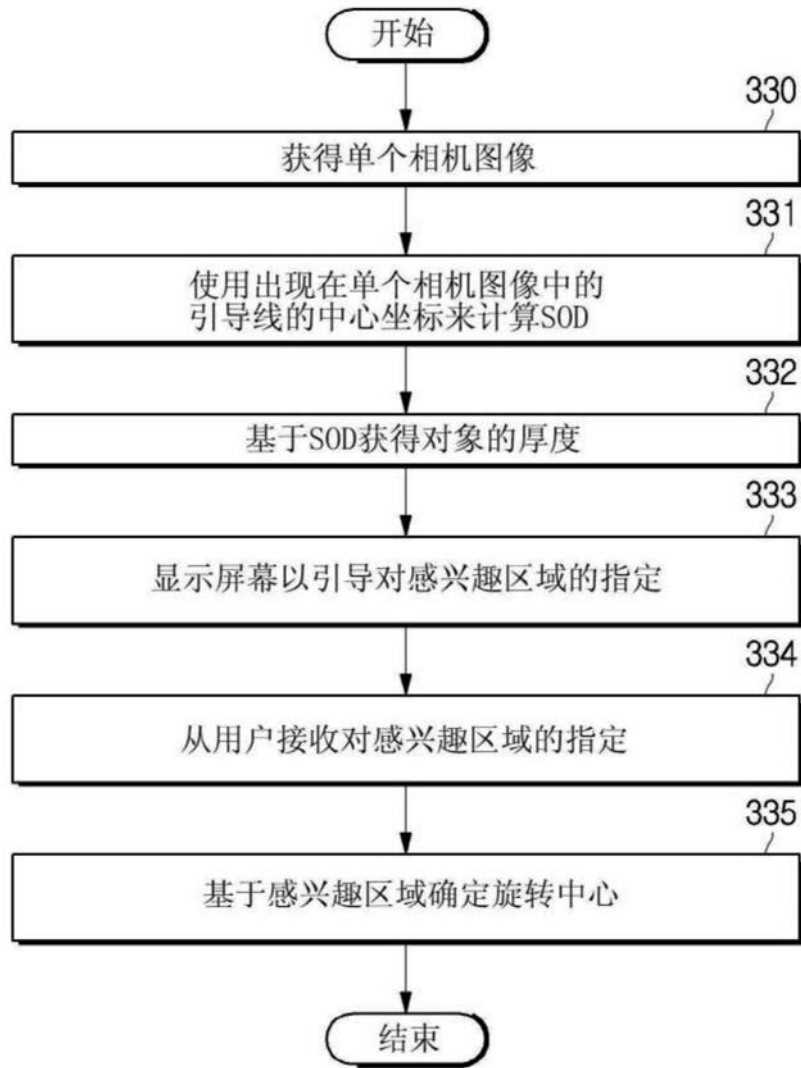 开始
330
获得单个相机图像
331
使用出现在单个相机图像中的
引导线的中心坐标来计算SOD
332
基于SOD获得对象的厚度
333
显示屏幕以引导对感兴趣区域的指定
334
从用户接收对感兴趣区域的指定
335
基于感兴趣区域确定旋转中心
结束